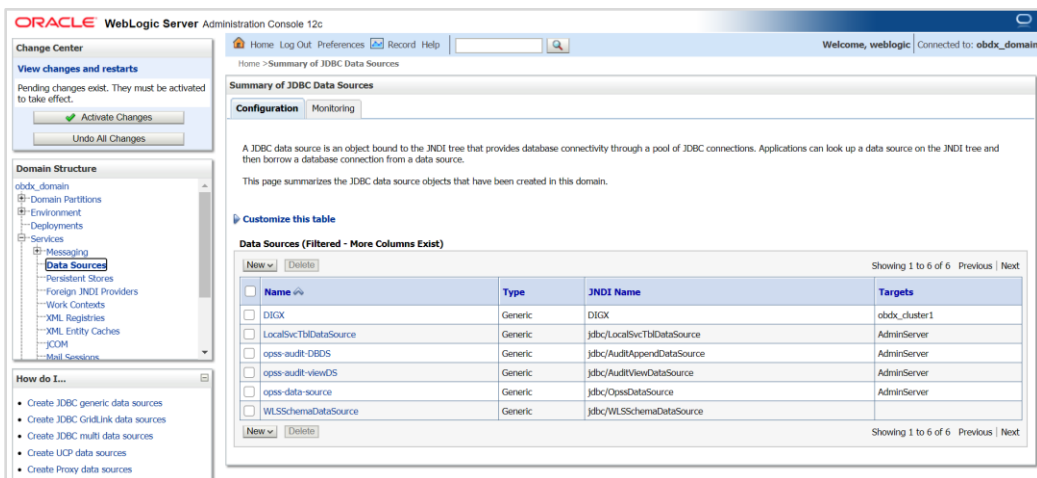 ORACLE WebLogic Server Administration Console 12c
Change Center
View changes and restarts
Pending changes exist. They must be activated
to take effect.
Activate Changes
Undo All Changes
Domain Structure
obdx_domain
Domain Partitions
Environment
Deployments
Services
Messaging
Data Sources
Persistent Stores
Foreign JNDI Providers
Work Contexts
XML Registries
XML Entity Caches
jCOM
Mail Sessions
How do I...
Create JDBC generic data sources
Create JDBC GridLink data sources
Create JDBC multi data sources
Create UCP data sources
Create Proxy data sources
Home Log Out Preferences Record Help
Welcome, weblogic Connected to: obdx_domain
Home >Summary of JDBC Data Sources
Summary of JDBC Data Sources
Configuration Monitoring
A JDBC data source is an object bound to the JNDI tree that provides database connectivity through a pool of JDBC connections. Applications can look up a data source on the JNDI tree and
then borrow a database connection from a data source.
This page summarizes the JDBC data source objects that have been created in this domain.
Customize this table
Data Sources (Filtered - More Columns Exist)
New Delete Showing 1 to 6 of 6 Previous | Next
Name Type JNDI Name Targets
DIGX Generic DIGX obdx_cluster1
LocalSvcTblDataSource Generic jdbc/LocalSvcTblDataSource AdminServer
opss-audit-DBDS Generic jdbc/AuditAppendDataSource AdminServer
opss-audit-viewDS Generic jdbc/AuditViewDataSource AdminServer
opss-data-source Generic jdbc/OpssDataSource AdminServer
WLSSchemaDataSource Generic jdbc/WLSSchemaDataSource
New Delete Showing 1 to 6 of 6 Previous | Next